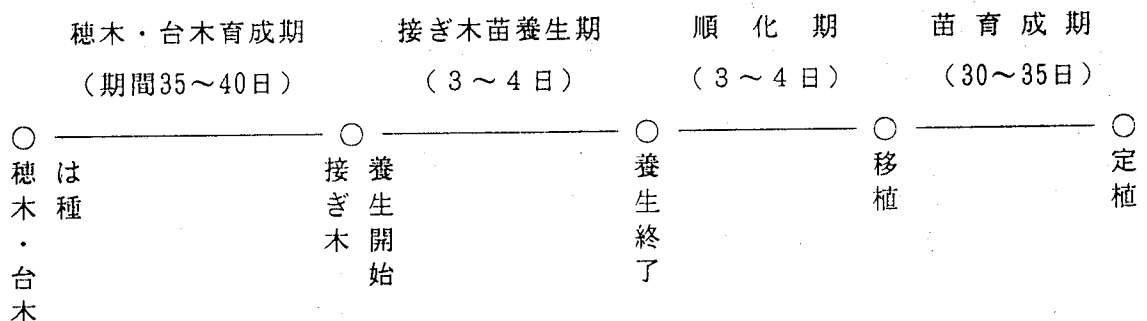 穂木・台木育成期 接ぎ木苗養生期 順化期 苗育成期
（期間35～40日） （3～4日） （3～4日） （30～35日）
穂木・台木
は種
接ぎ木
養生開始
養生終了
移植
定植